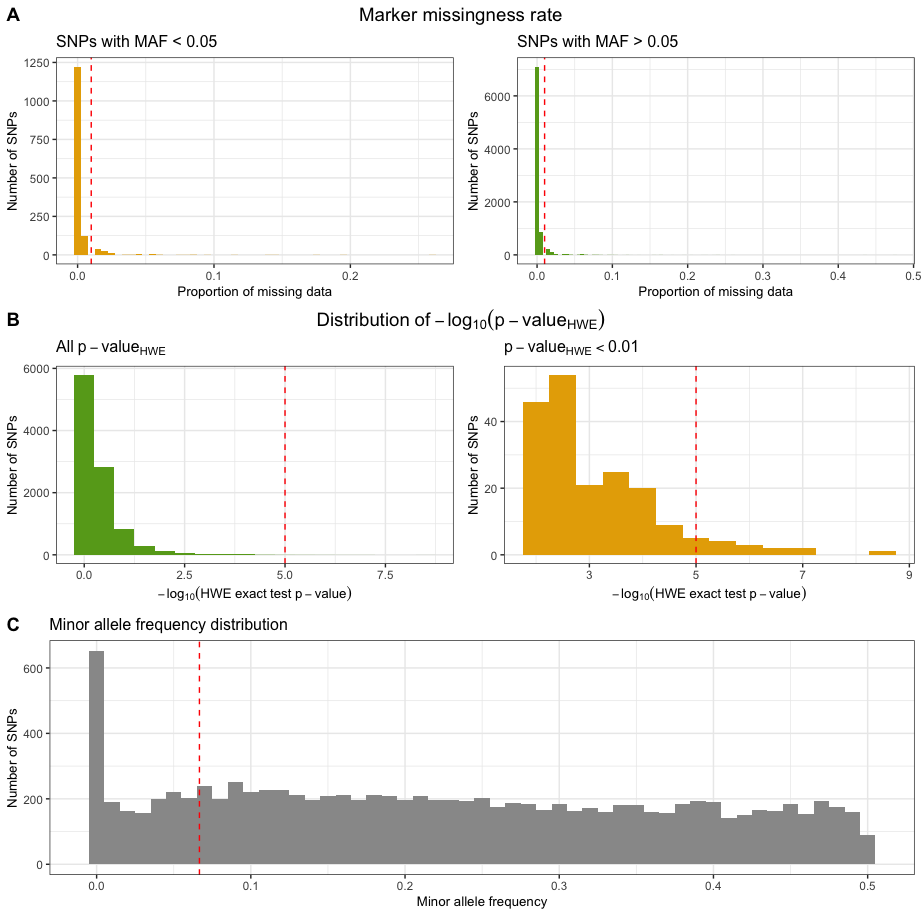 A
Marker missingness rate
SNPs with MAF < 0.05
SNPs with MAF > 0.05
Number of SNPs
1250
1000
750
500
250
0
0.0
0.1
0.2
Proportion of missing data
Number of SNPs
6000
4000
2000
0
0.0
0.1
0.2
0.3
0.4
0.5
Proportion of missing data
B
Distribution of −log₁₀(p−value_HWE)
All p−value_HWE
p−value_HWE < 0.01
Number of SNPs
6000
4000
2000
0
0.0
2.5
5.0
7.5
−log₁₀(HWE exact test p−value)
Number of SNPs
40
20
0
3
5
7
9
−log₁₀(HWE exact test p−value)
C
Minor allele frequency distribution
Number of SNPs
600
400
200
0
0.0
0.1
0.2
0.3
0.4
0.5
Minor allele frequency